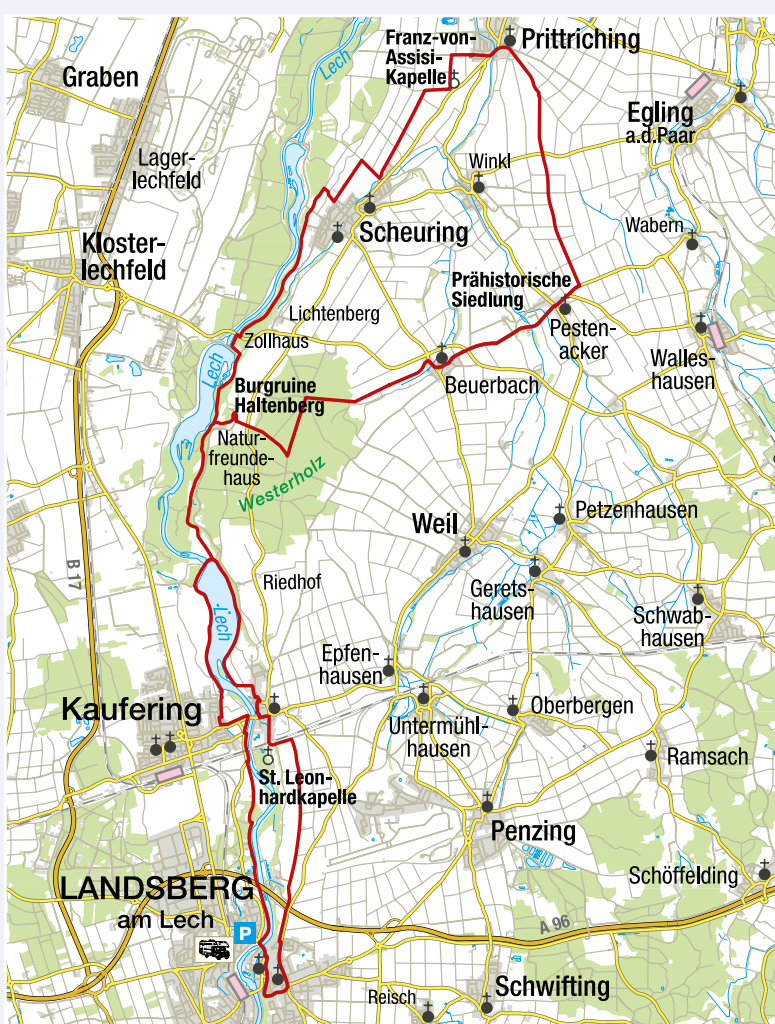 Lech
Franz-von-
Assisi-
Kapelle
Prittriching
Graben
Egling
a.d.Paar
Lager-
lechfeld
Winkl
Kloster-
lechfeld
Scheuring
Wabern
Prähistorische
Siedlung
Lichtenberg
Zollhaus
Pesten-
acker
Walles-
hausen
Lech
Burgruine
Haltenberg
Beuerbach
Natur-
freunde-
haus
Westerholz
Weil
Petzenhausen
B 17
Riedhof
Gerets-
hausen
Schwab-
hausen
-Lech
Epfen-
hausen
Kaufering
Oberbergen
Untermühl-
hausen
Ramsach
St. Leon-
hardkapelle
Penzing
Schöffelding
LANDSBERG
am Lech
P
A 96
Schwifting
Reisch